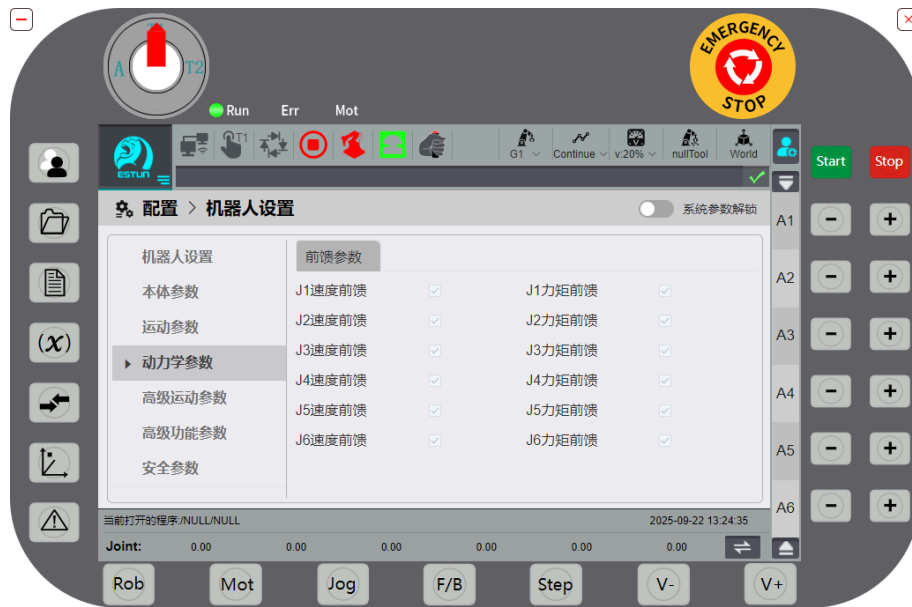 EMERGENCY
STOP
A T2
Run Err Mot
T1
ESTUN
G1 Continue v:20% nullTool World
Start Stop
配置 > 机器人设置 系统参数解锁
A1
机器人设置 前馈参数
本体参数 J1速度前馈 J1力矩前馈
A2
运动参数 J2速度前馈 J2力矩前馈
(x) A3
动力学参数 J3速度前馈 J3力矩前馈
高级运动参数 J4速度前馈 J4力矩前馈
A4
高级功能参数 J5速度前馈 J5力矩前馈
J6速度前馈 J6力矩前馈
A5
安全参数
A6
当前打开的程序:/NULL/NULL 2025-09-22 13:24:35
Joint: 0.00 0.00 0.00 0.00 0.00 0.00
Rob Mot Jog F/B Step V- V+